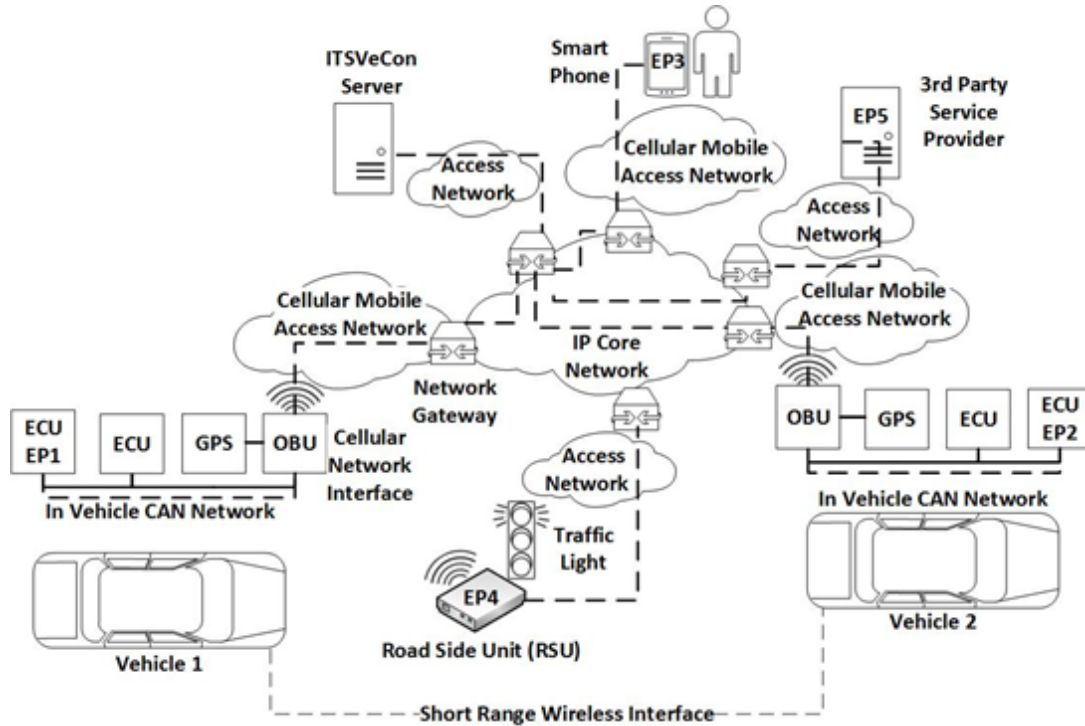 ITSVeCon
Server
Smart
Phone
EP3
3rd Party
Service
Provider
EP5
Access
Network
Cellular Mobile
Access Network
Access
Network
Cellular Mobile
Access Network
Cellular Mobile
Access Network
IP Core
Network
Network
Gateway
ECU
EP1
ECU
GPS
OBU
Cellular
Network
Interface
In Vehicle CAN Network
OBU
GPS
ECU
ECU
EP2
In Vehicle CAN Network
Access
Network
Traffic
Light
EP4
Road Side Unit (RSU)
Vehicle 1
Vehicle 2
Short Range Wireless Interface